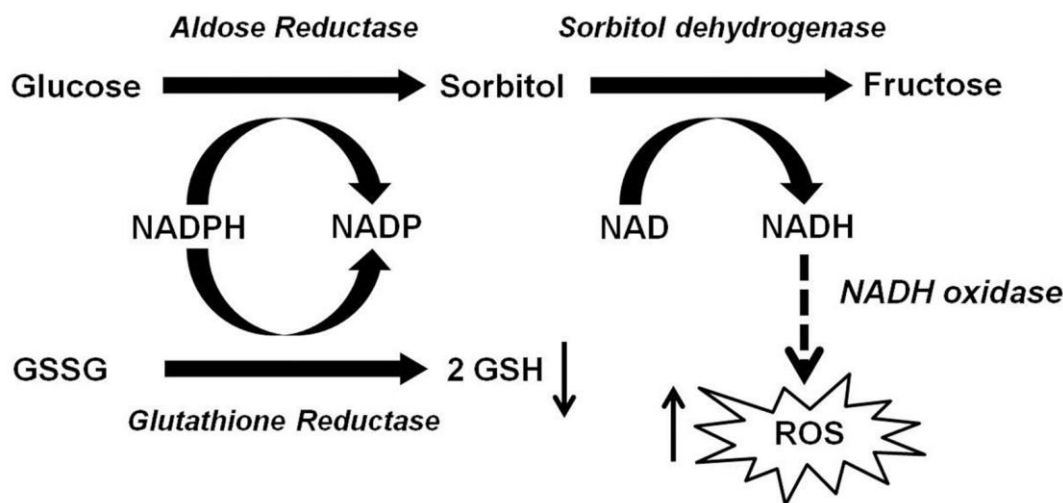 Aldose Reductase Sorbitol dehydrogenase
Glucose Sorbitol Fructose
NADPH NADP NAD NADH
NADH oxidase
GSSG 2 GSH
Glutathione Reductase
ROS